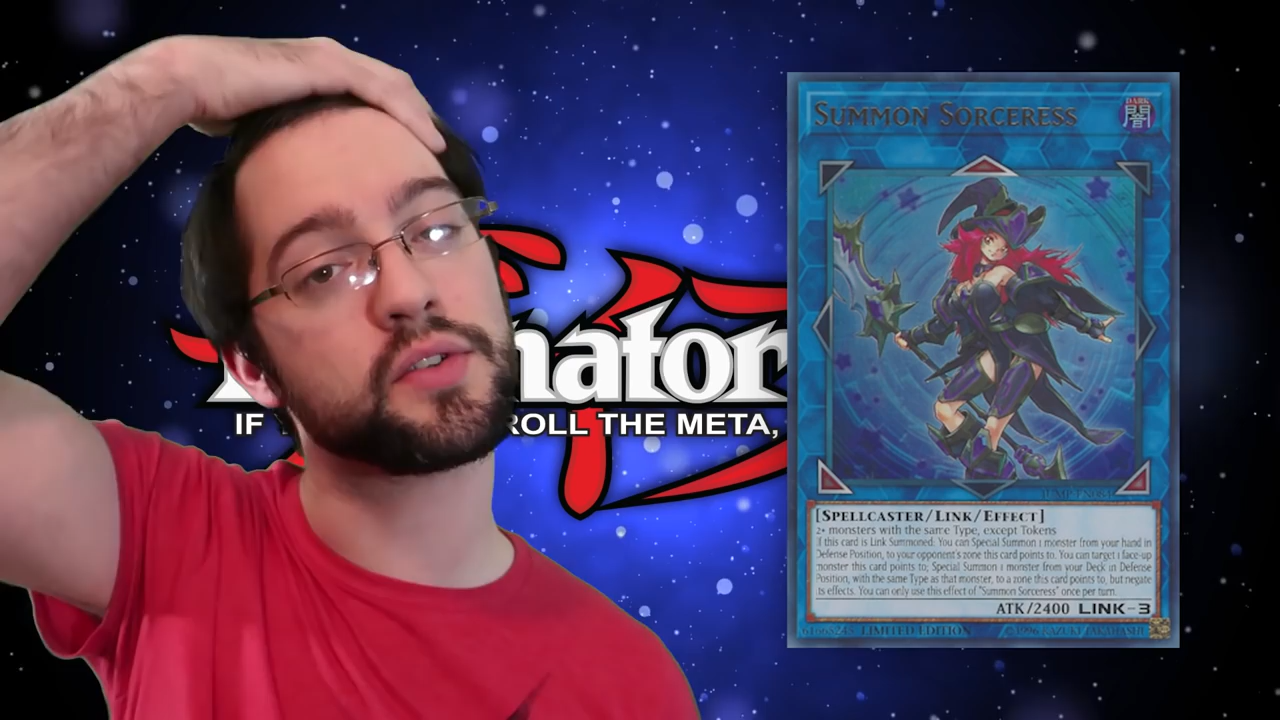 nator
IF ROLL THE META,
SUMMON SORCERESS
DARK
闇
[SPELLCASTER/LINK/EFFECT]
2+ monsters with the same Type, except Tokens
If this card is Link Summoned: You can Special Summon 1 monster from your hand in
Defense Position, to your opponent's zone this card points to. You can target 1 face-up
monster this card points to; Special Summon 1 monster from your Deck in Defense
Position, with the same Type as that monster, to a zone this card points to, but negate
its effects. You can only use this effect of "Summon Sorceress" once per turn.
ATK/2400 LINK-3
LIMITED EDITION ©1996 KAZUKI TAKAHASHI